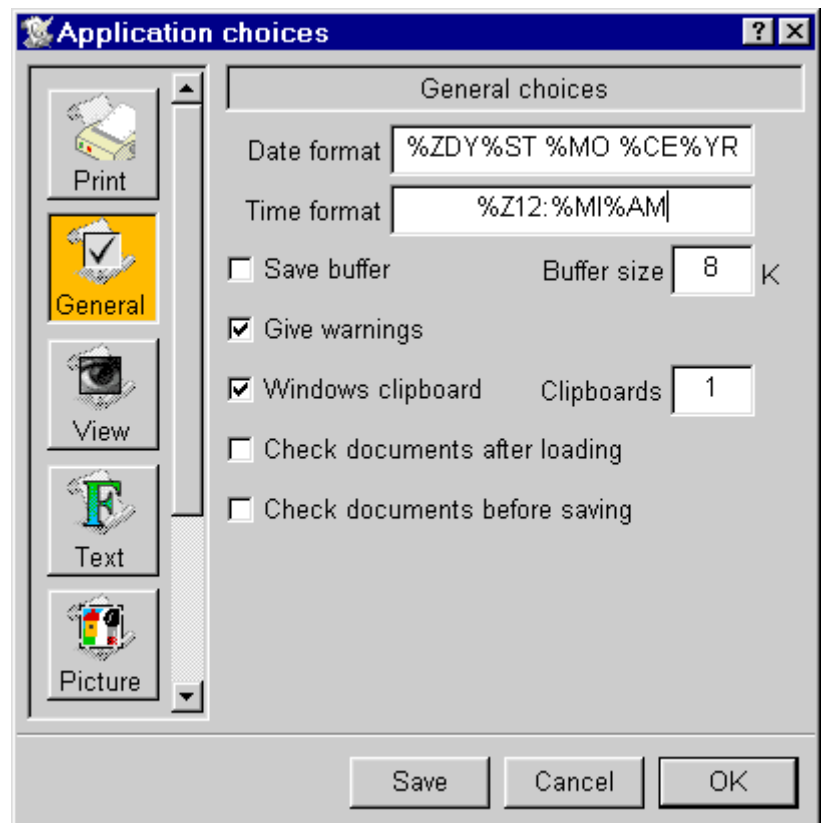 Application choices
Print
General
View
Text
Picture
General choices
Date format %ZDY%ST %MO %CE%YR
Time format %Z12:%MI%AM
Save buffer Buffer size 8 K
Give warnings
Windows clipboard Clipboards 1
Check documents after loading
Check documents before saving
Save Cancel OK